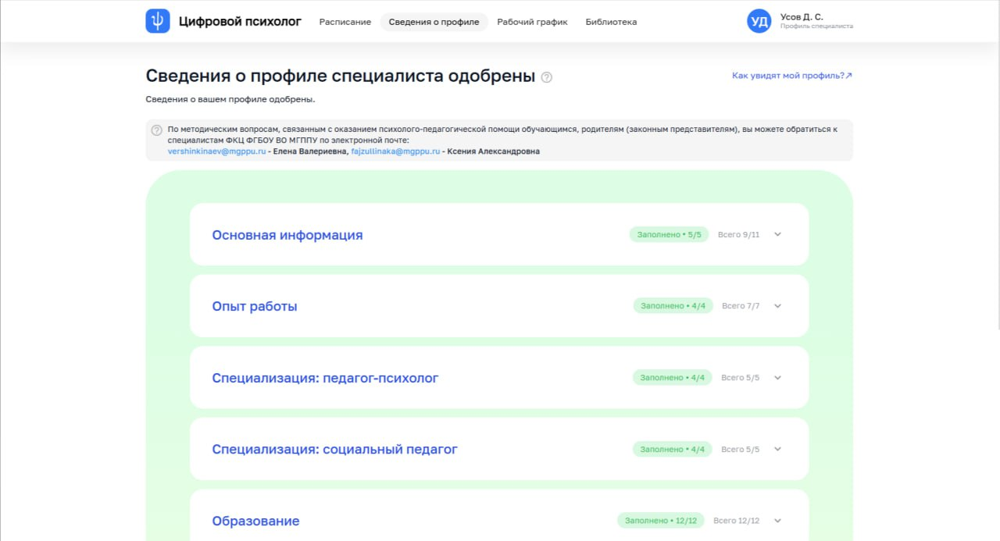 Цифровой психолог
Расписание
Сведения о профиле
Рабочий график
Библиотека
УД
Усов Д. С.
Профиль специалиста
Сведения о профиле специалиста одобрены
Как увидят мой профиль?↗
Сведения о вашем профиле одобрены.
По методическим вопросам, связанным с оказанием психолого-педагогической помощи обучающимся, родителям (законным представителям), вы можете обратиться к
специалистам ФКЦ ФГБОУ ВО МГППУ по электронной почте:
vershinkinaev@mgppu.ru - Елена Валериевна, fajzullinaka@mgppu.ru - Ксения Александровна
Основная информация
Заполнено • 5/5
Всего 9/11
Опыт работы
Заполнено • 4/4
Всего 7/7
Специализация: педагог-психолог
Заполнено • 4/4
Всего 5/5
Специализация: социальный педагог
Заполнено • 4/4
Всего 5/5
Образование
Заполнено • 12/12
Всего 12/12